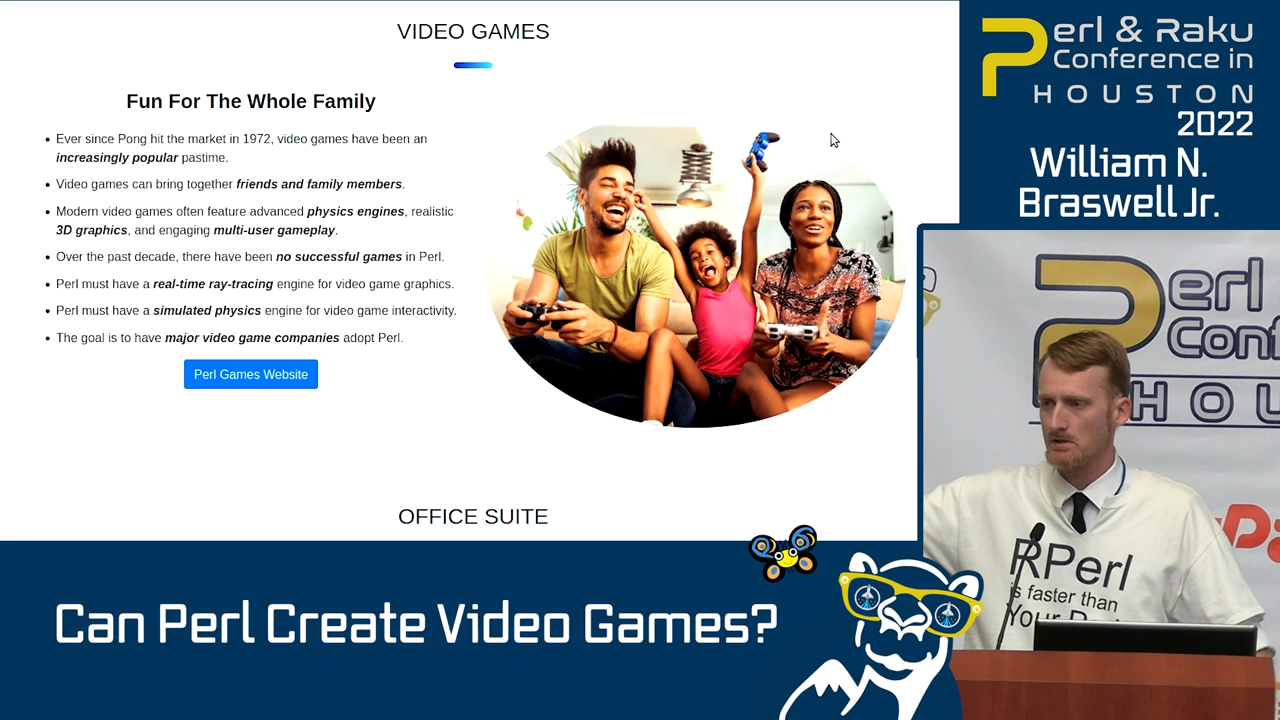 VIDEO GAMES
Fun For The Whole Family
• Ever since Pong hit the market in 1972, video games have been an
increasingly popular pastime.
• Video games can bring together friends and family members.
• Modern video games often feature advanced physics engines, realistic
3D graphics, and engaging multi-user gameplay.
• Over the past decade, there have been no successful games in Perl.
• Perl must have a real-time ray-tracing engine for video game graphics.
• Perl must have a simulated physics engine for video game interactivity.
• The goal is to have major video game companies adopt Perl.
Perl Games Website
OFFICE SUITE
Perl & Raku
Conference in
HOUSTON
2022
William N.
Braswell Jr.
Perl
Conf
HOU
RPerl
is faster than
Your
Can Perl Create Video Games?